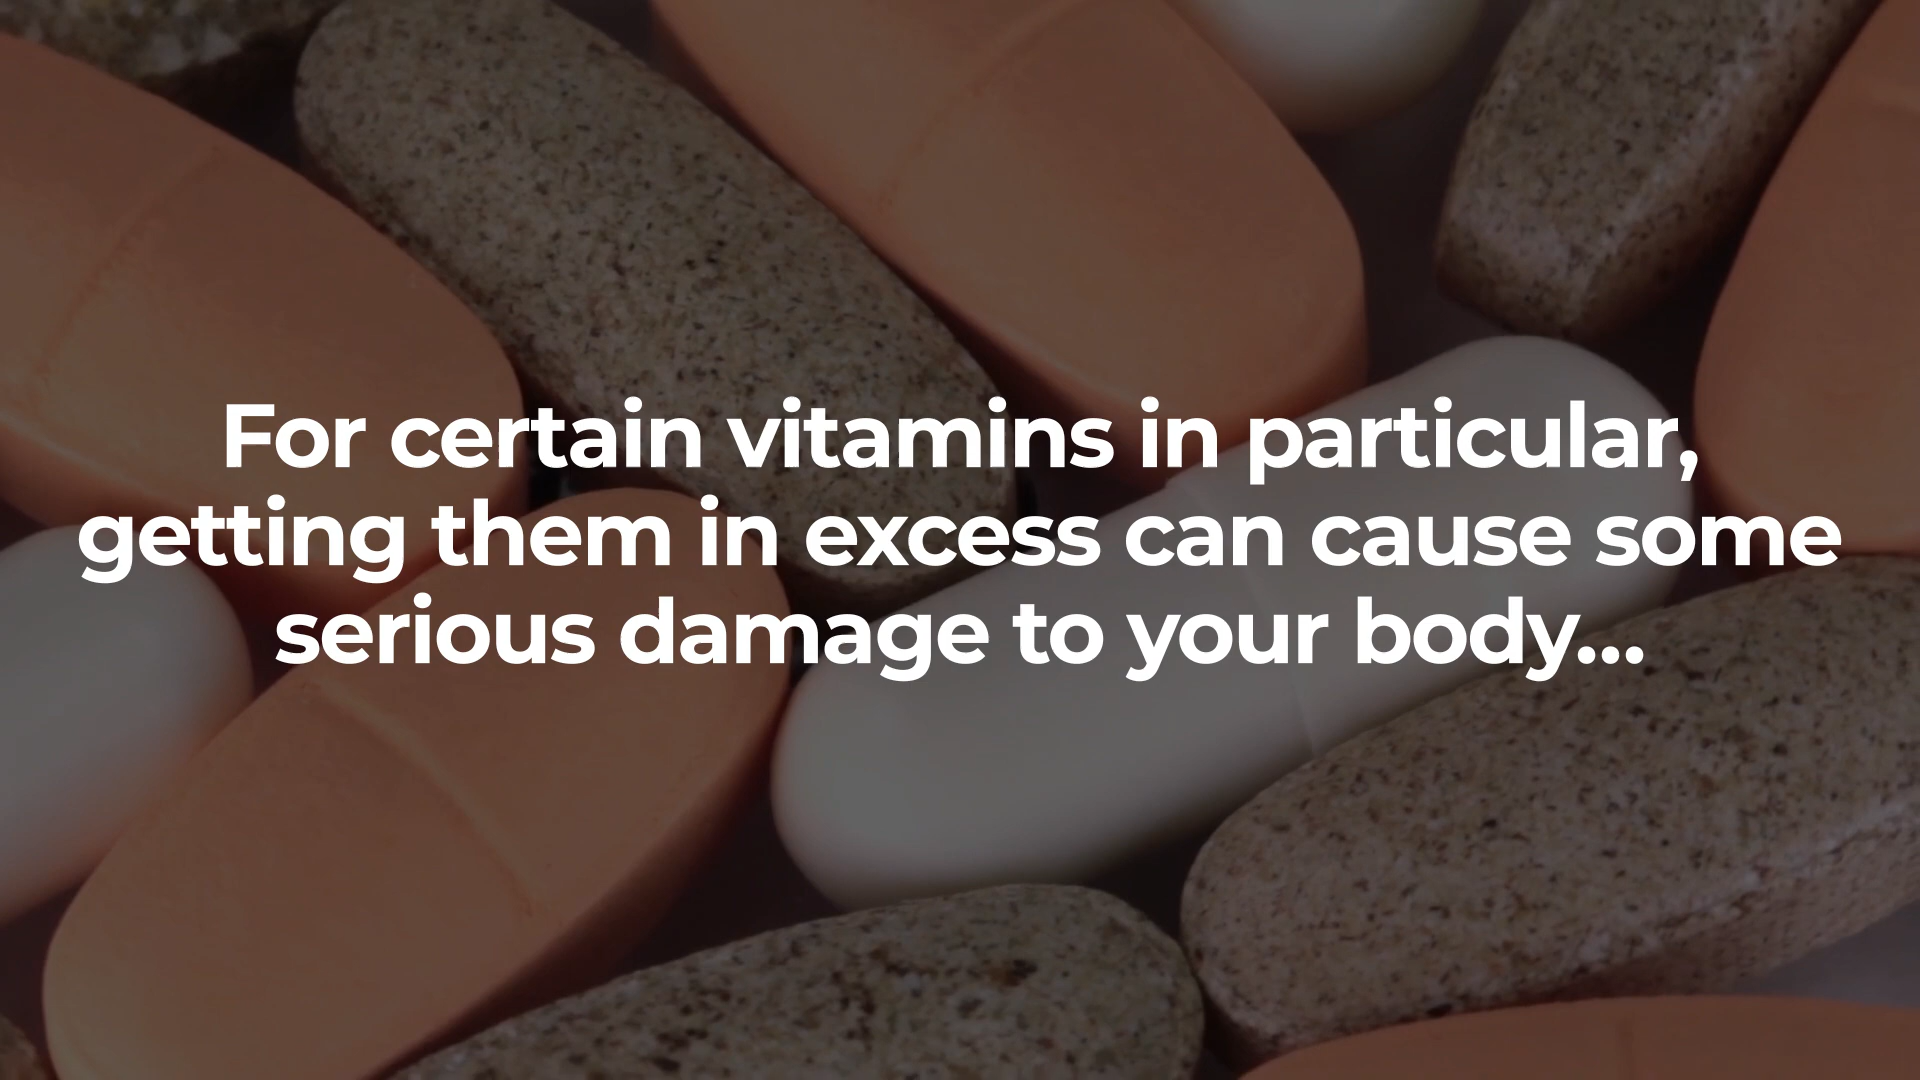 For certain vitamins in particular,
getting them in excess can cause some
serious damage to your body...